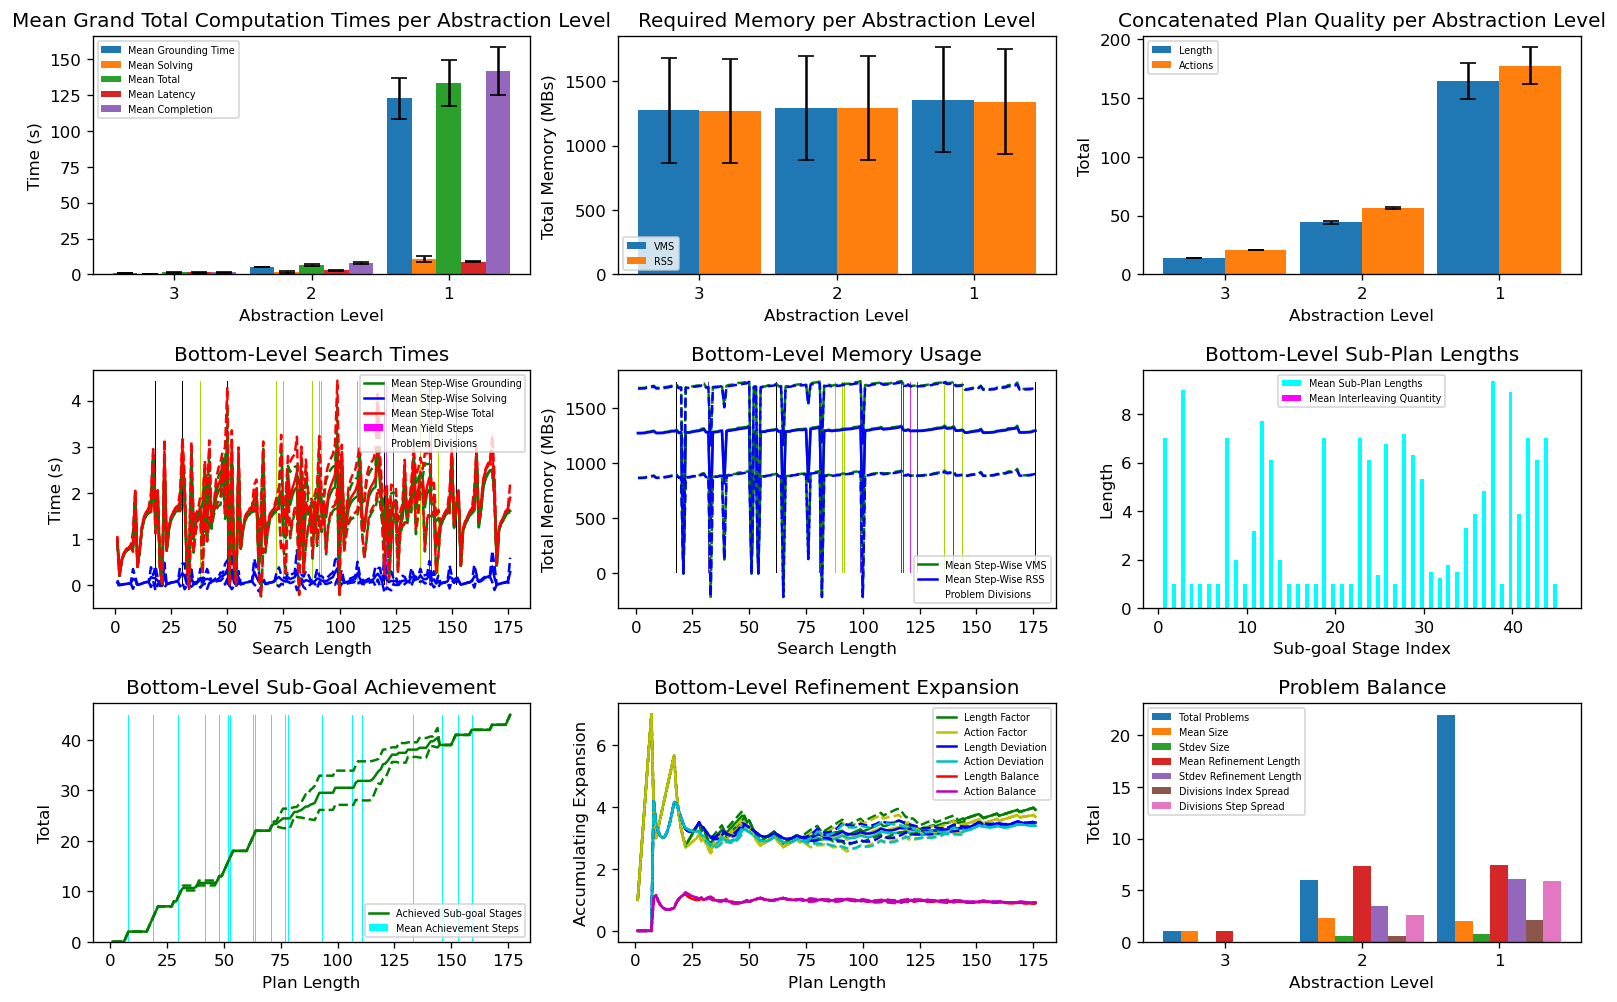 Mean Grand Total Computation Times per Abstraction Level
Required Memory per Abstraction Level
Concatenated Plan Quality per Abstraction Level
Mean Grounding Time
Mean Solving
Mean Total
Mean Latency
Mean Completion
Time (s)
150
125
100
75
50
25
0
3
2
1
Abstraction Level
Total Memory (MBs)
1500
1000
500
0
VMS
RSS
3
2
1
Abstraction Level
Total
200
150
100
50
0
Length
Actions
3
2
1
Abstraction Level
Bottom-Level Search Times
Time (s)
4
3
2
1
0
Mean Step-Wise Grounding
Mean Step-Wise Solving
Mean Step-Wise Total
Mean Yield Steps
Problem Divisions
0 25 50 75 100 125 150 175
Search Length
Bottom-Level Memory Usage
Total Memory (MBs)
1500
1000
500
0
Mean Step-Wise VMS
Mean Step-Wise RSS
Problem Divisions
0 25 50 75 100 125 150 175
Search Length
Bottom-Level Sub-Plan Lengths
Length
8
6
4
2
0
Mean Sub-Plan Lengths
Mean Interleaving Quantity
0 10 20 30 40
Sub-goal Stage Index
Bottom-Level Sub-Goal Achievement
Total
40
30
20
10
0
Achieved Sub-goal Stages
Mean Achievement Steps
0 25 50 75 100 125 150 175
Plan Length
Bottom-Level Refinement Expansion
Accumulating Expansion
6
4
2
0
Length Factor
Action Factor
Length Deviation
Action Deviation
Length Balance
Action Balance
0 25 50 75 100 125 150 175
Plan Length
Problem Balance
Total
20
15
10
5
0
Total Problems
Mean Size
Stdev Size
Mean Refinement Length
Stdev Refinement Length
Divisions Index Spread
Divisions Step Spread
3
2
1
Abstraction Level